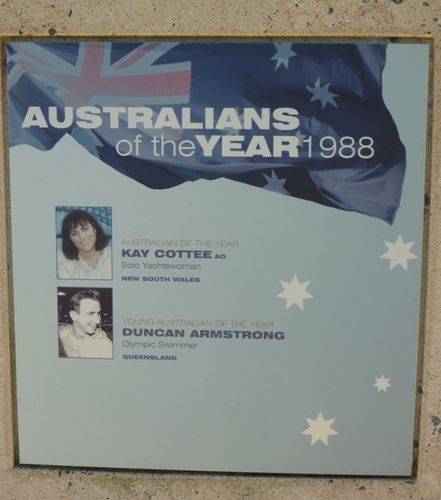 AUSTRALIANS
of the YEAR 1988
AUSTRALIAN OF THE YEAR
KAY COTTEE AO
Solo Yachtswoman
NEW SOUTH WALES
YOUNG AUSTRALIAN OF THE YEAR
DUNCAN ARMSTRONG
Olympic Swimmer
QUEENSLAND